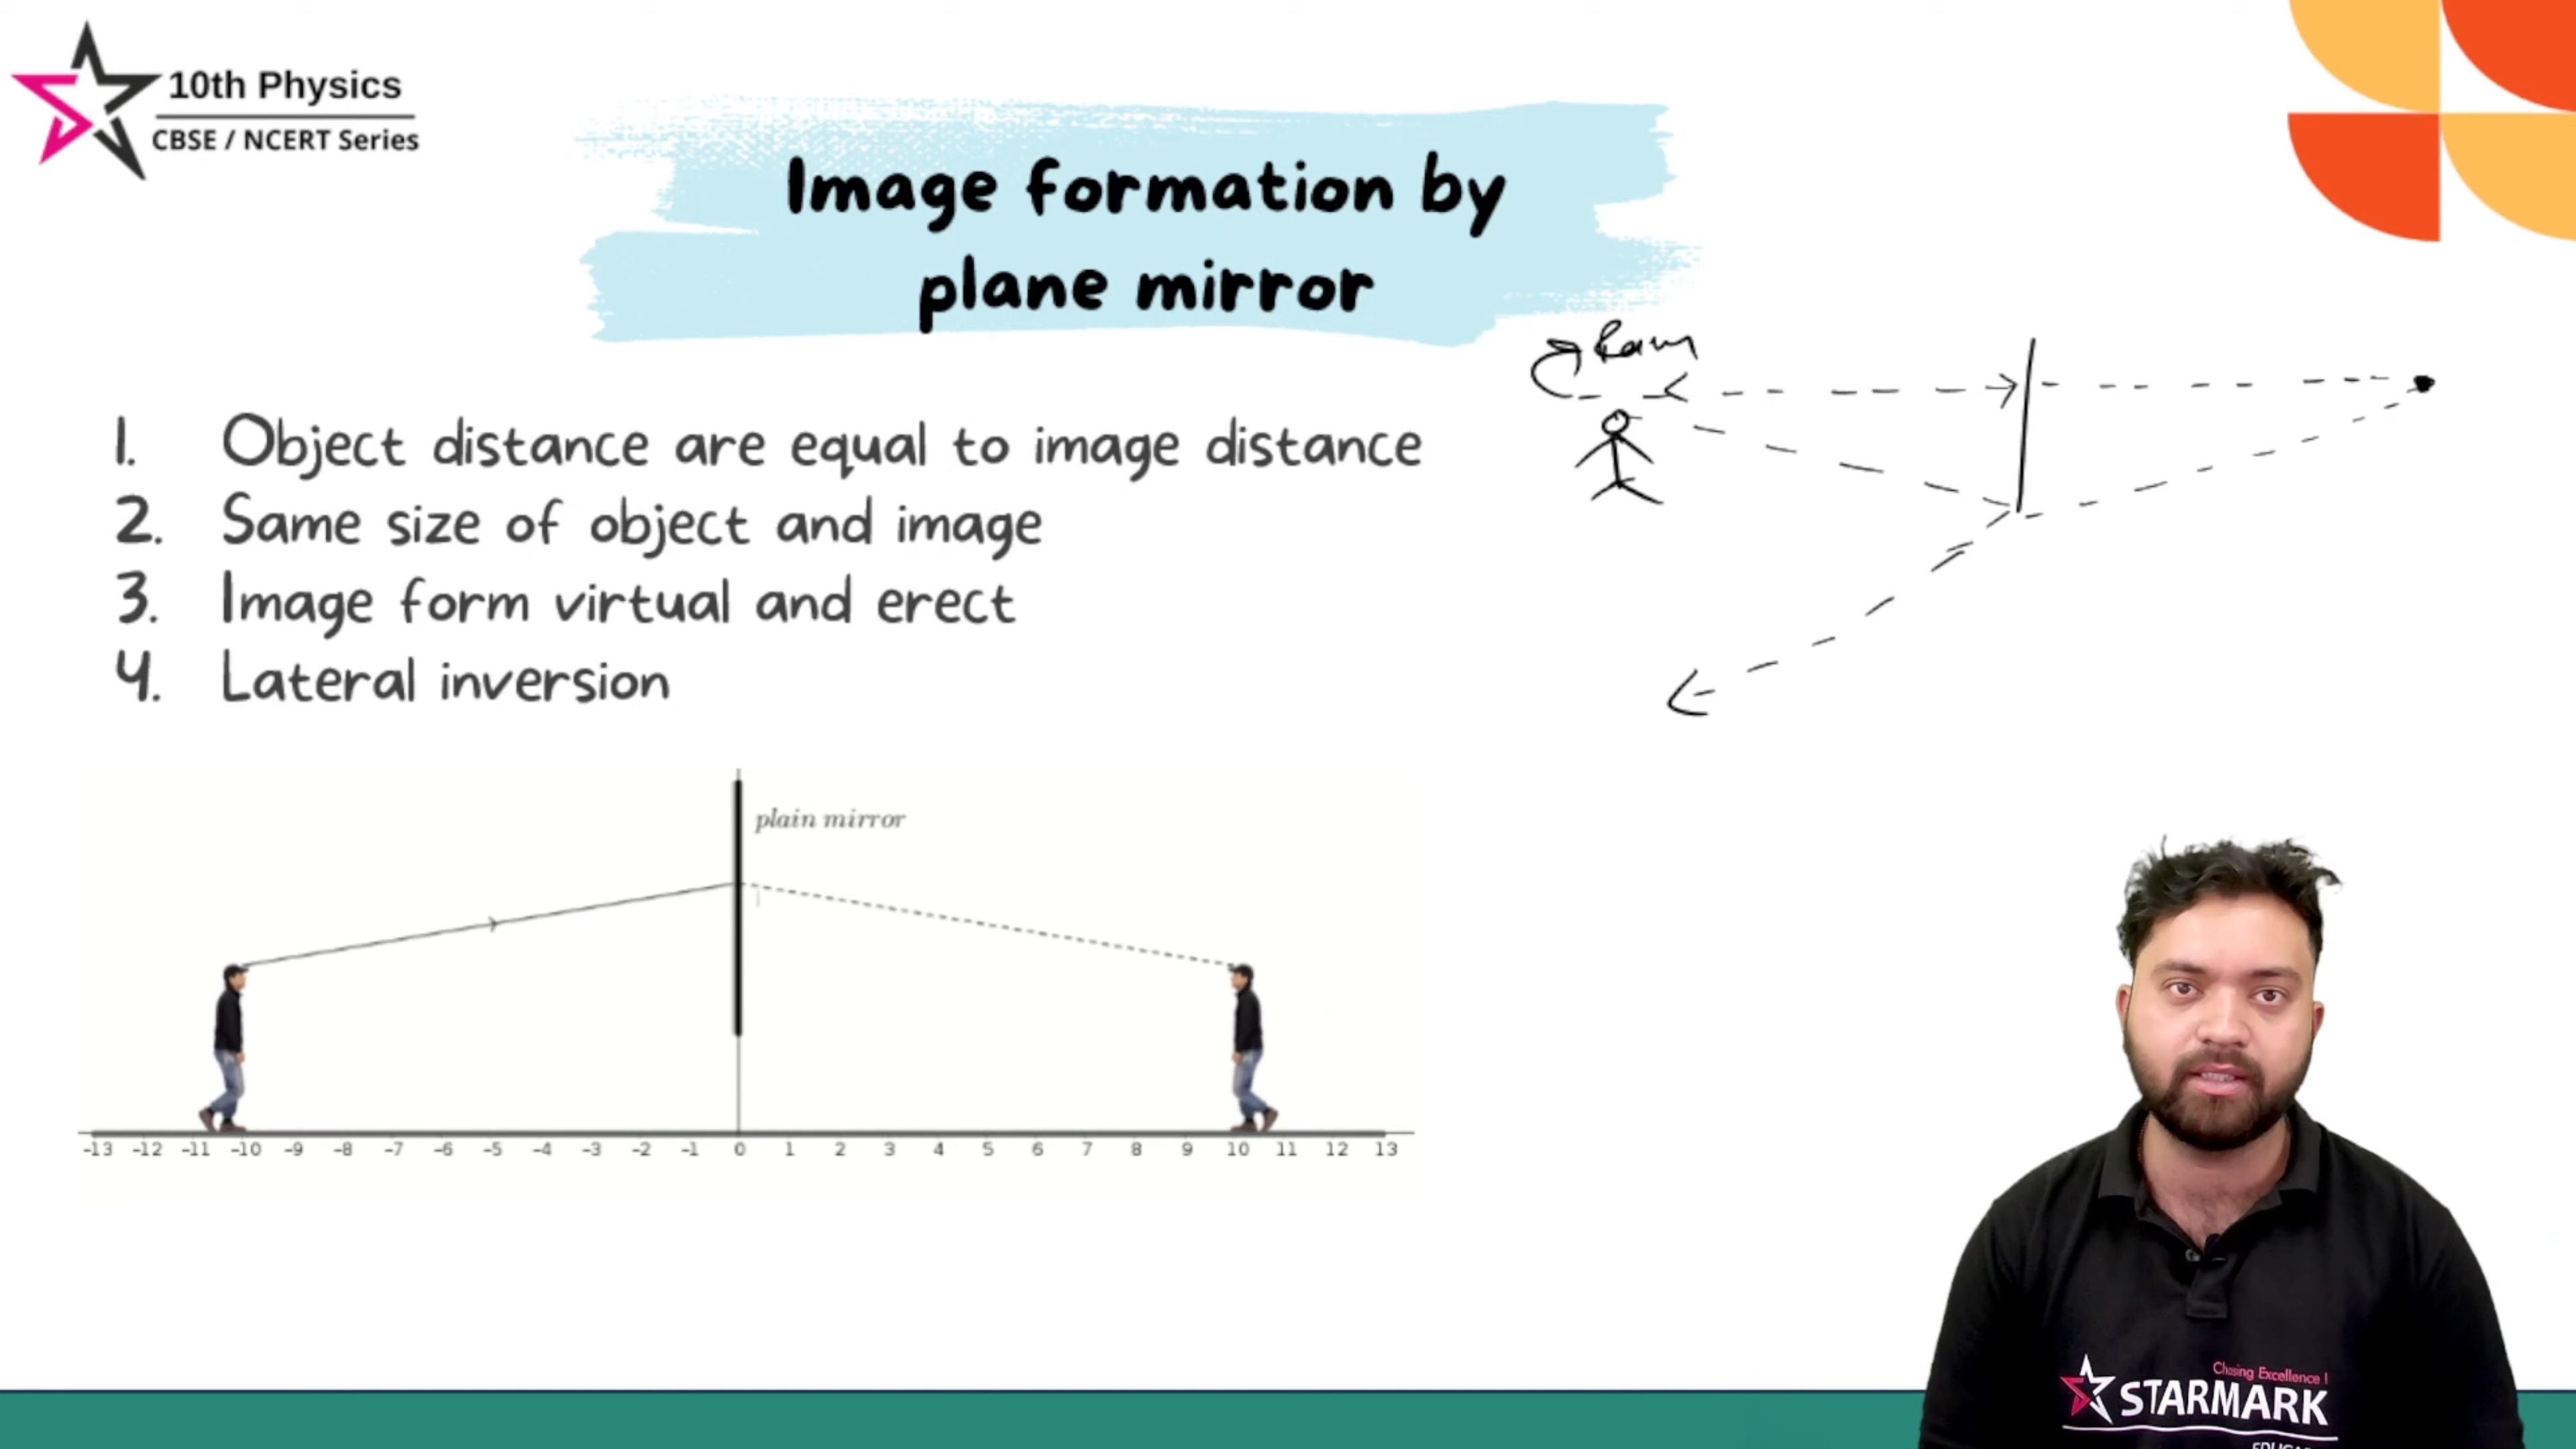 10th Physics
CBSE / NCERT Series
Image formation by
plane mirror
Ram
1. Object distance are equal to image distance
2. Same size of object and image
3. Image form virtual and erect
4. Lateral inversion
plain mirror
-13 -12 -11 -10 -9 -8 -7 -6 -5 -4 -3 -2 -1 0 1 2 3 4 5 6 7 8 9 10 11 12 13
Chasing Excellence !
STARMARK